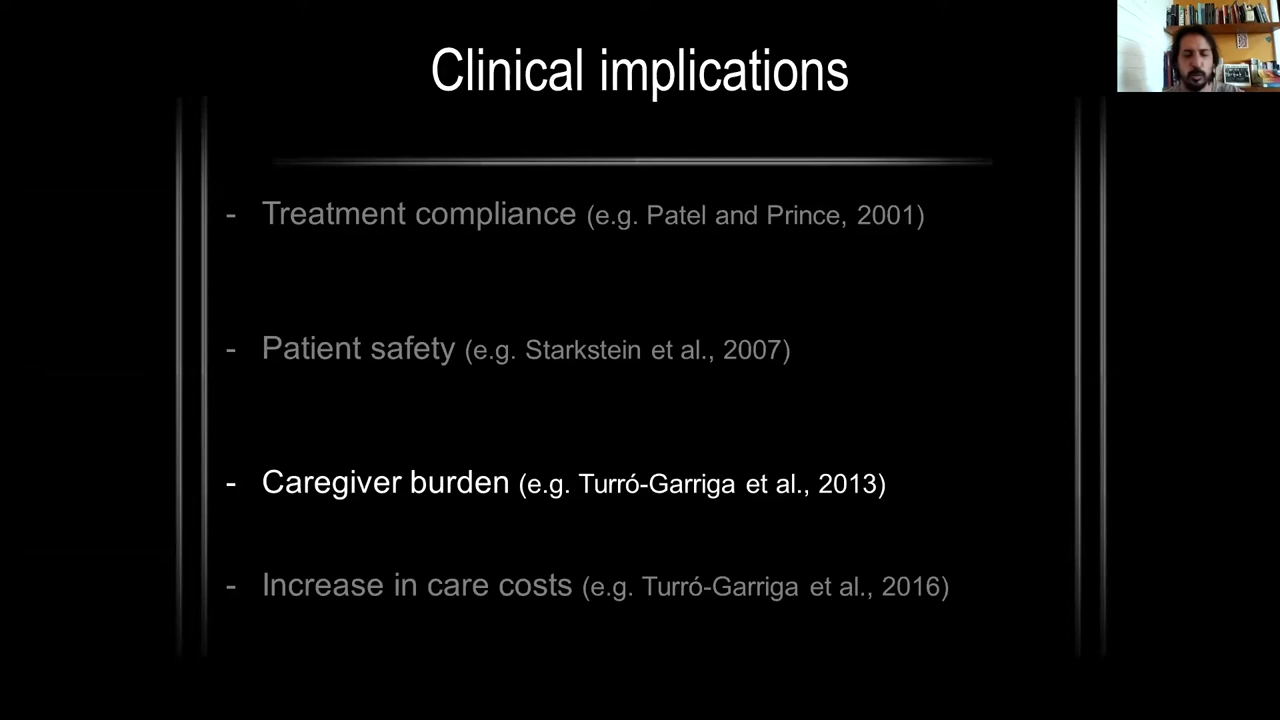 Clinical implications
- Treatment compliance (e.g. Patel and Prince, 2001)
- Patient safety (e.g. Starkstein et al., 2007)
- Caregiver burden (e.g. Turró-Garriga et al., 2013)
- Increase in care costs (e.g. Turró-Garriga et al., 2016)